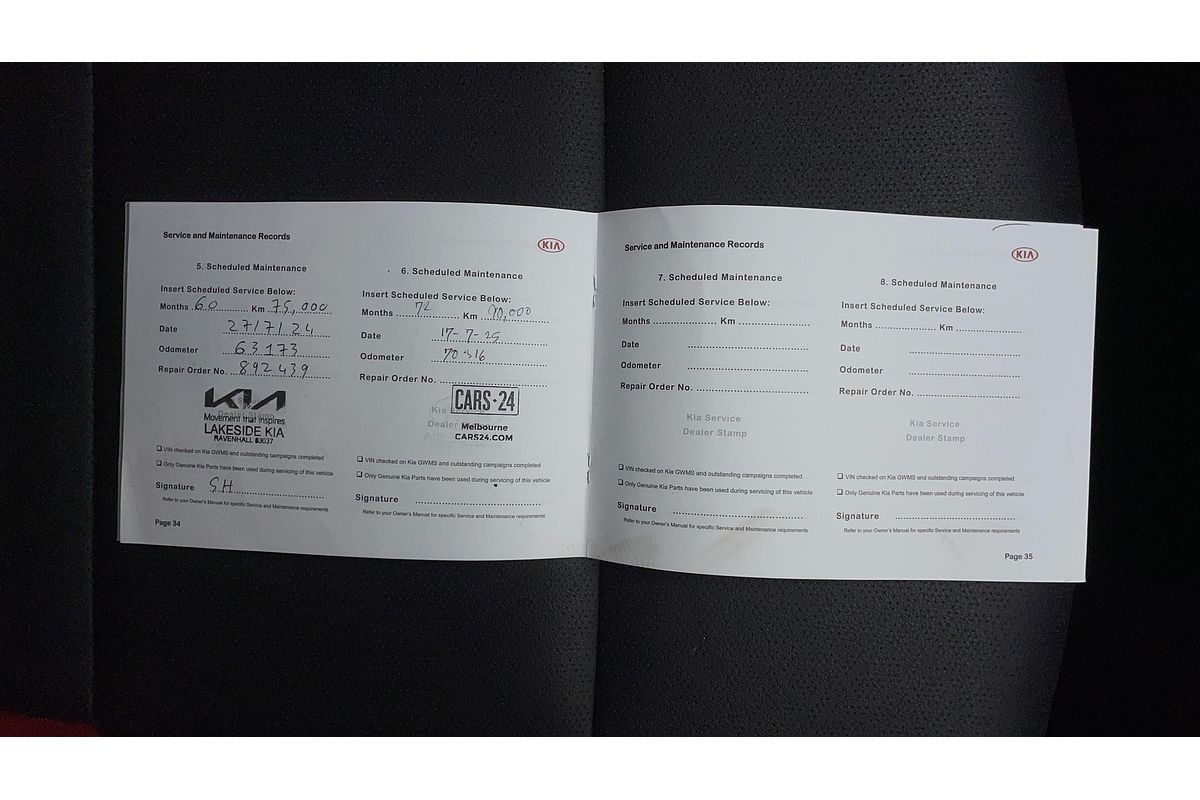 Service and Maintenance Records
KIA
5. Scheduled Maintenance
Insert Scheduled Service Below:
Months 60 Km 75,000
Date 27/7/24
Odometer 63173
Repair Order No. 892439
KIA
Dealer Stamp
Movement that inspires
LAKESIDE KIA
RAVENHALL 3037
VIN checked on Kia GWMS and outstanding campaigns completed
Only Genuine Kia Parts have been used during servicing of this vehicle
Signature SH
Refer to your Owner's Manual for specific Service and Maintenance requirements
Page 34
6. Scheduled Maintenance
Insert Scheduled Service Below:
Months 72 Km 90,000
Date 17-7-25
Odometer
Repair Order No.
Kia
CARS·24
Dealer
Melbourne
CARS24.COM
VIN checked on Kia GWMS and outstanding campaigns completed
Only Genuine Kia Parts have been used during servicing of this vehicle
Signature
Refer to your Owner's Manual for specific Service and Maintenance requirements
Service and Maintenance Records
KIA
7. Scheduled Maintenance
Insert Scheduled Service Below:
Months Km
Date
Odometer
Repair Order No.
Kia Service
Dealer Stamp
VIN checked on Kia GWMS and outstanding campaigns completed
Only Genuine Kia Parts have been used during servicing of this vehicle
Signature
Refer to your Owner's Manual for specific Service and Maintenance requirements
8. Scheduled Maintenance
Insert Scheduled Service Below:
Months Km
Date
Odometer
Repair Order No.
Kia Service
Dealer Stamp
VIN checked on Kia GWMS and outstanding campaigns completed
Only Genuine Kia Parts have been used during servicing of this vehicle
Signature
Refer to your Owner's Manual for specific Service and Maintenance requirements
Page 35